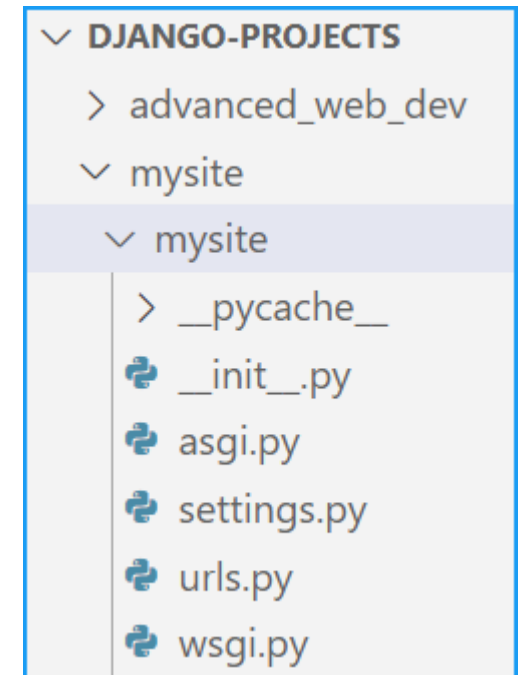 DJANGO-PROJECTS
advanced_web_dev
mysite
mysite
__pycache__
__init__.py
asgi.py
settings.py
urls.py
wsgi.py